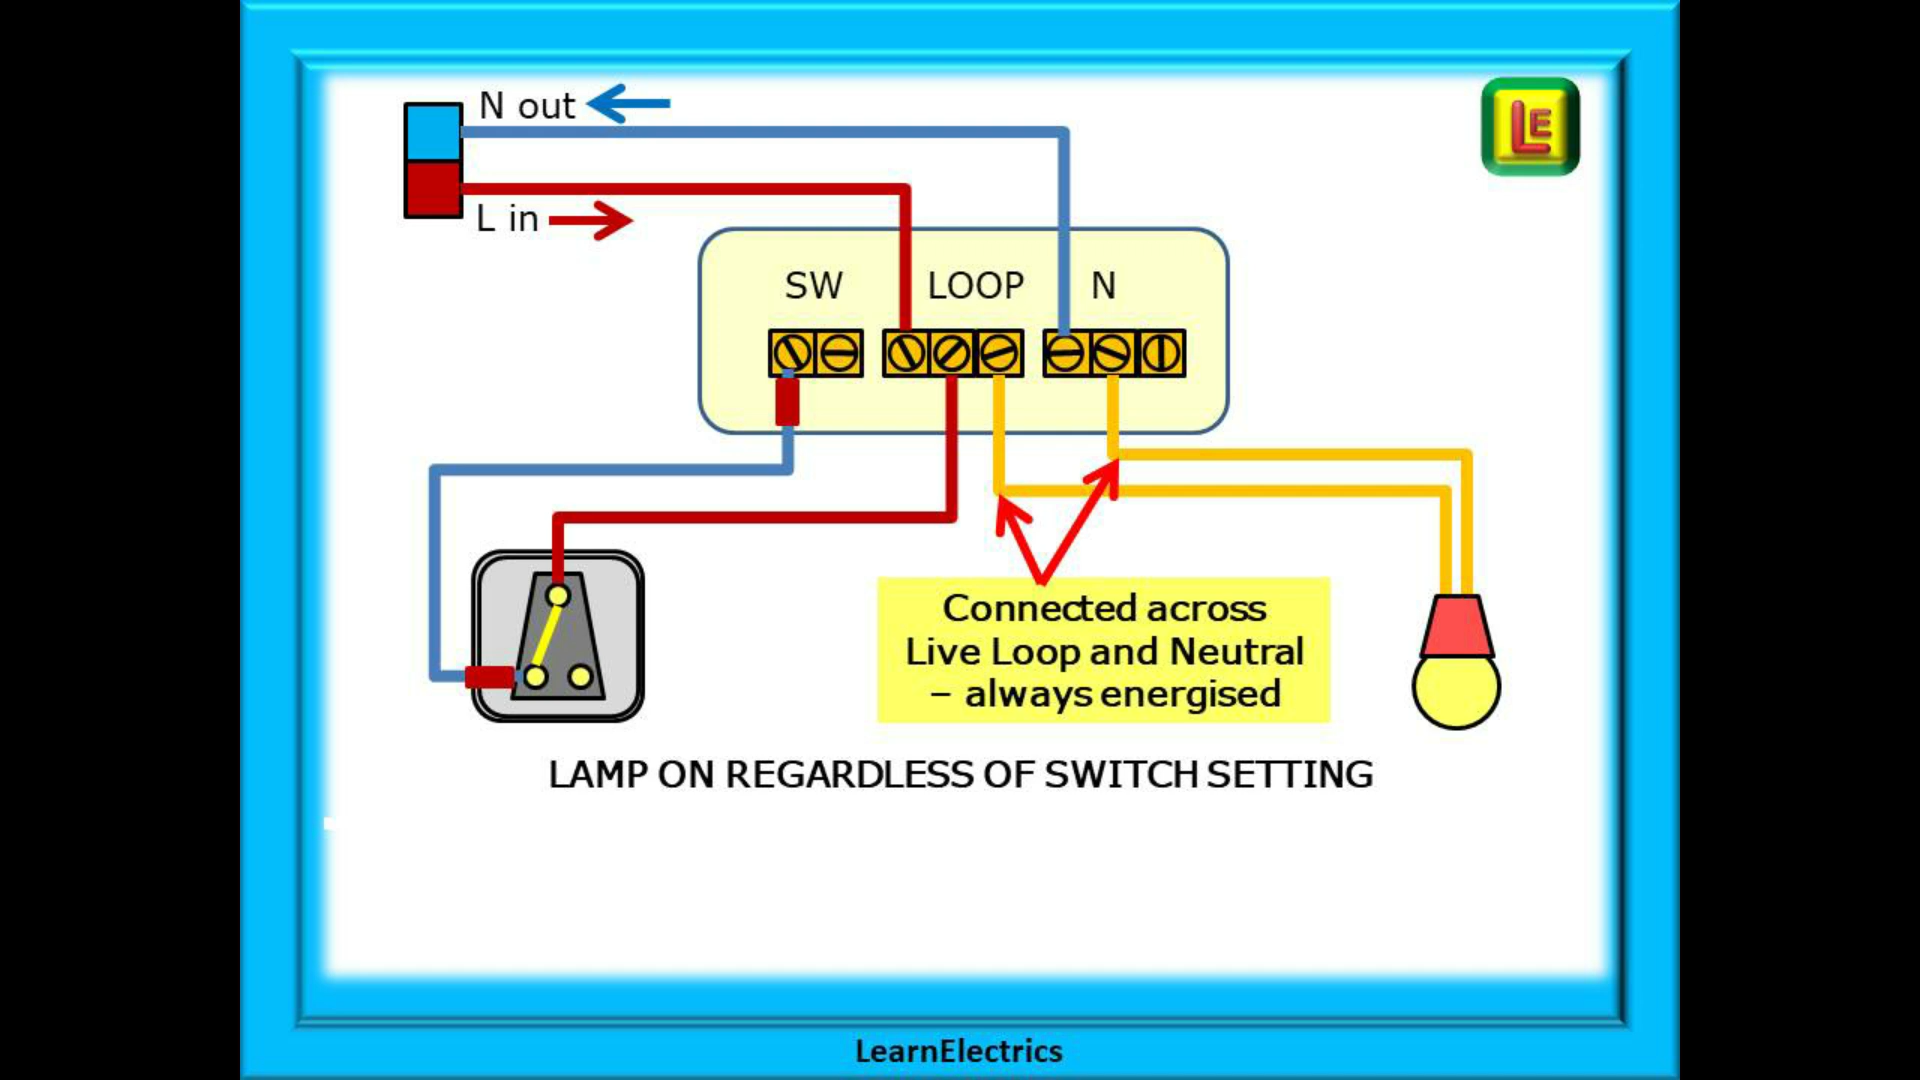 N out
L in
LE
SW LOOP N
Connected across
Live Loop and Neutral
– always energised
LAMP ON REGARDLESS OF SWITCH SETTING
LearnElectrics